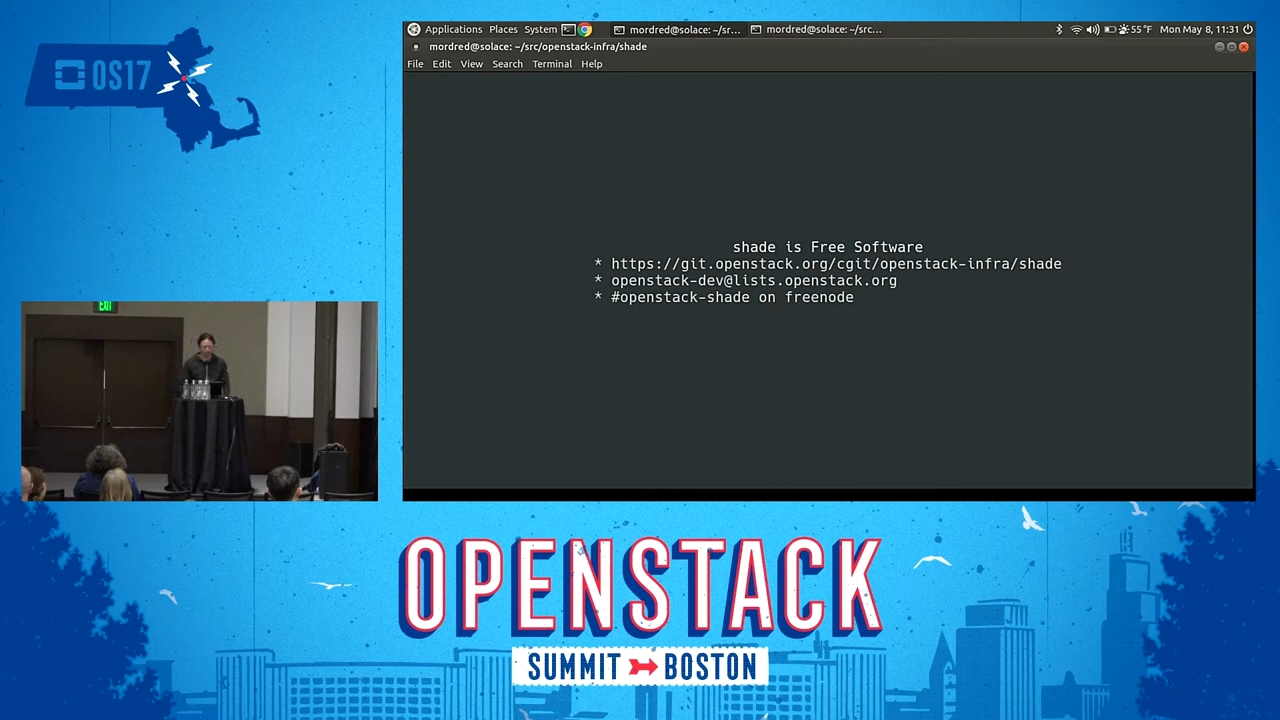 OS17
Applications Places System mordred@solace: ~/sr... mordred@solace: ~/src... 55 °F Mon May 8, 11:31
mordred@solace: ~/src/openstack-infra/shade
File Edit View Search Terminal Help
shade is Free Software
* https://git.openstack.org/cgit/openstack-infra/shade
* openstack-dev@lists.openstack.org
* #openstack-shade on freenode
EXIT
OPENSTACK
SUMMIT BOSTON